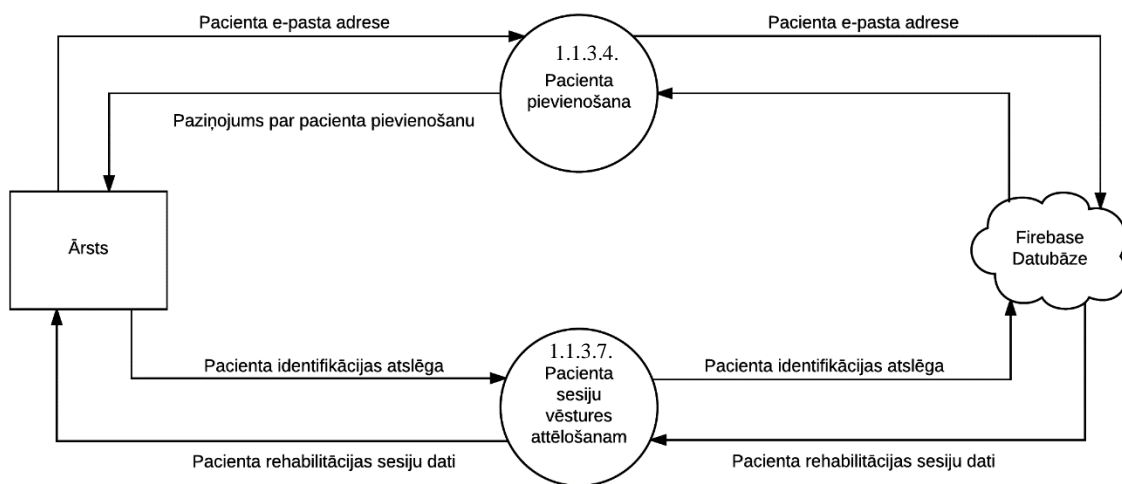 Pacienta e-pasta adrese
Pacienta e-pasta adrese
1.1.3.4.
Pacienta
pievienošana
Paziņojums par pacienta pievienošanu
Ārsts
Firebase
Datubāze
Pacienta identifikācijas atslēga
1.1.3.7.
Pacienta
sesiju
vēstures
attēlošanam
Pacienta identifikācijas atslēga
Pacienta rehabilitācijas sesiju dati
Pacienta rehabilitācijas sesiju dati